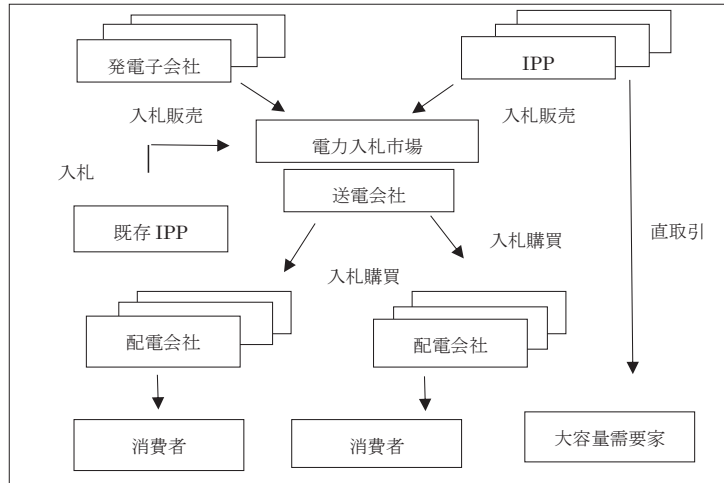 発電子会社
IPP
入札販売
入札販売
電力入札市場
入札
送電会社
既存 IPP
直取引
入札購買
入札購買
配電会社
配電会社
消費者
消費者
大容量需要家